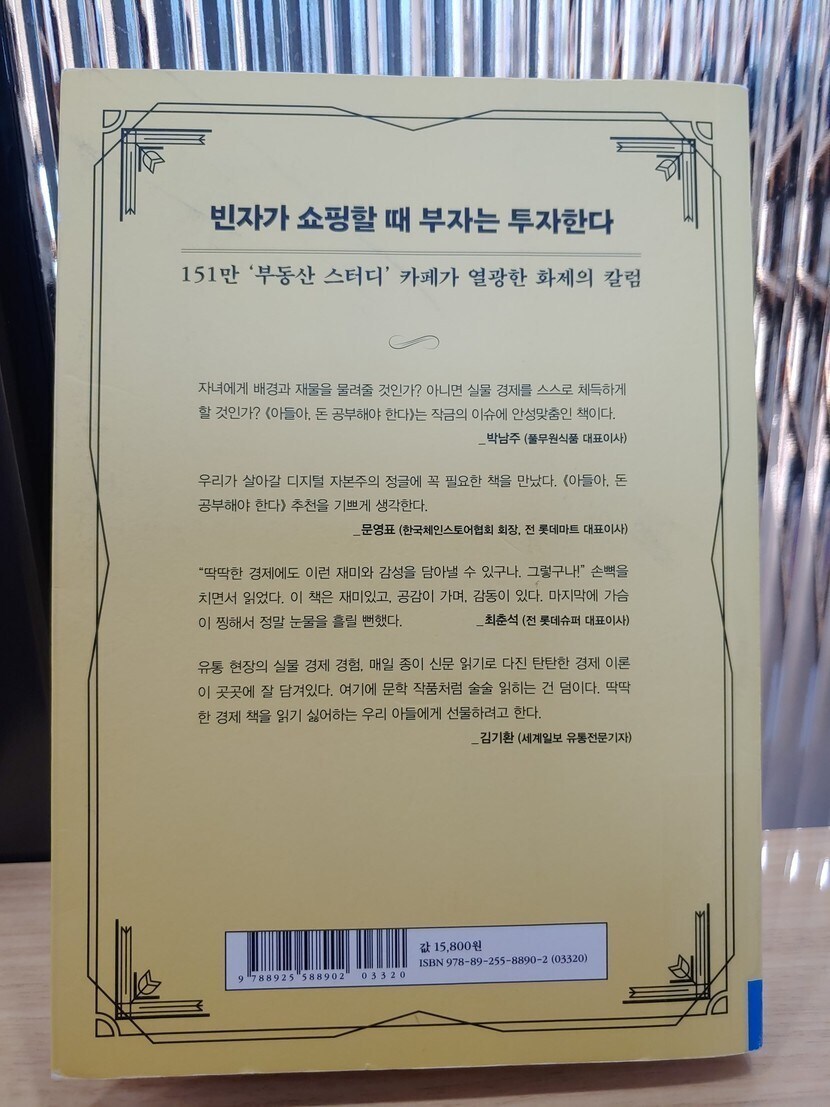 빈자가 쇼핑할 때 부자는 투자한다
151만 ‘부동산 스터디’ 카페가 열광한 화제의 칼럼
자녀에게 배경과 재물을 물려줄 것인가? 아니면 실물 경제를 스스로 체득하게
할 것인가? 《아들아, 돈 공부해야 한다》는 작금의 이슈에 안성맞춤인 책이다.
_박남주 (풀무원식품 대표이사)
우리가 살아갈 디지털 자본주의 정글에 꼭 필요한 책을 만났다. 《아들아, 돈
공부해야 한다》 추천을 기쁘게 생각한다.
_문영표 (한국체인스토어협회 회장, 전 롯데마트 대표이사)
“딱딱한 경제에도 이런 재미와 감성을 담아낼 수 있구나. 그렇구나!” 손뼉을
치면서 읽었다. 이 책은 재미있고, 공감이 가며, 감동이 있다. 마지막에 가슴
이 찡해서 정말 눈물을 흘릴 뻔했다. _최춘석 (전 롯데슈퍼 대표이사)
유통 현장의 실물 경제 경험, 매일 종이 신문 읽기로 다진 탄탄한 경제 이론
이 곳곳에 잘 담겨있다. 여기에 문학 작품처럼 술술 읽히는 건 덤이다. 딱딱
한 경제 책을 읽기 싫어하는 우리 아들에게 선물하려고 한다.
_김기환 (세계일보 유통전문기자)
값 15,800원
ISBN 978-89-255-8890-2 (03320)
9 788925 588902 03320